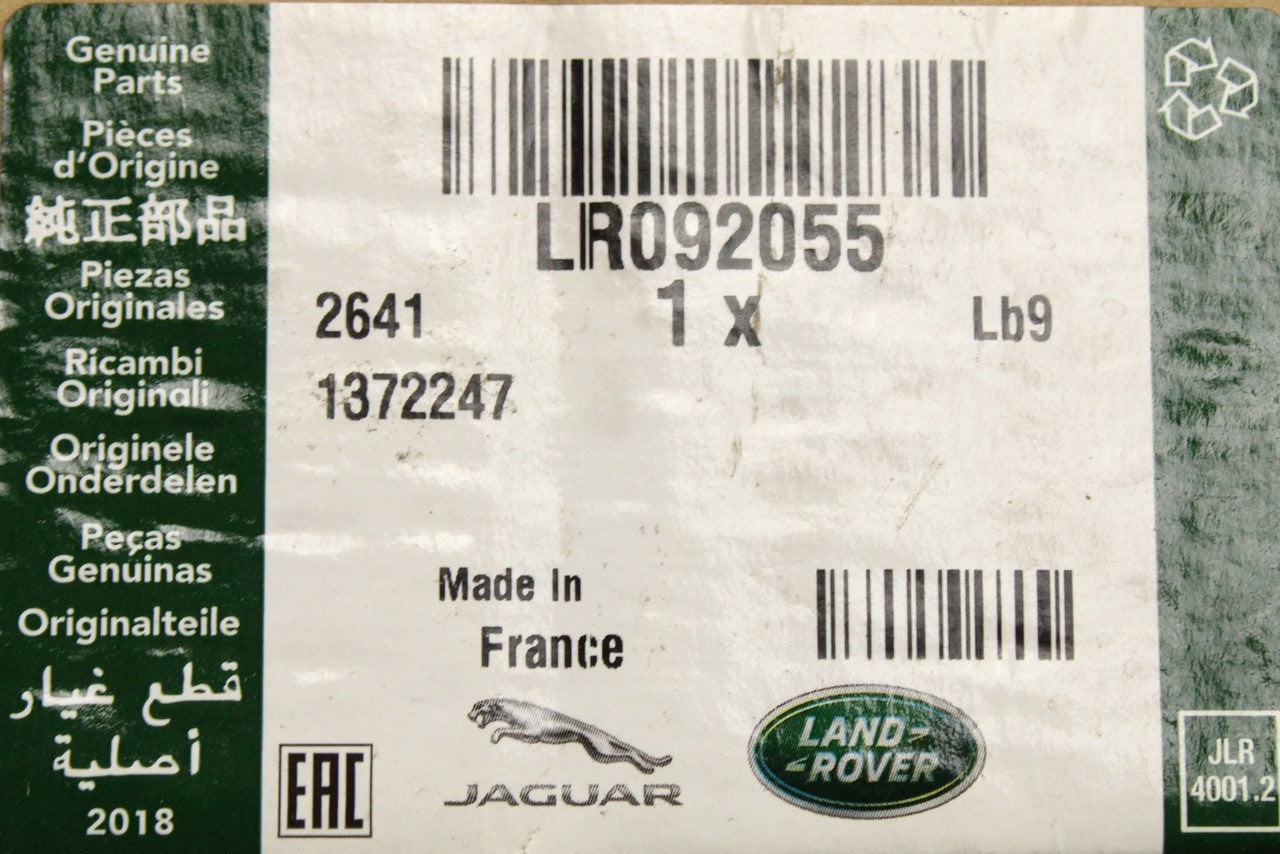 Genuine
Parts
Pièces
d'Origine
純正部品
Piezas
Originales
Ricambi
Originali
Originele
Onderdelen
Peças
Genuinas
Originalteile
قطع غيار
أصلية
2018
LR092055
2641
1 x
Lb9
1372247
Made In
France
EAC
JAGUAR
LAND-
-ROVER
JLR
4001.2